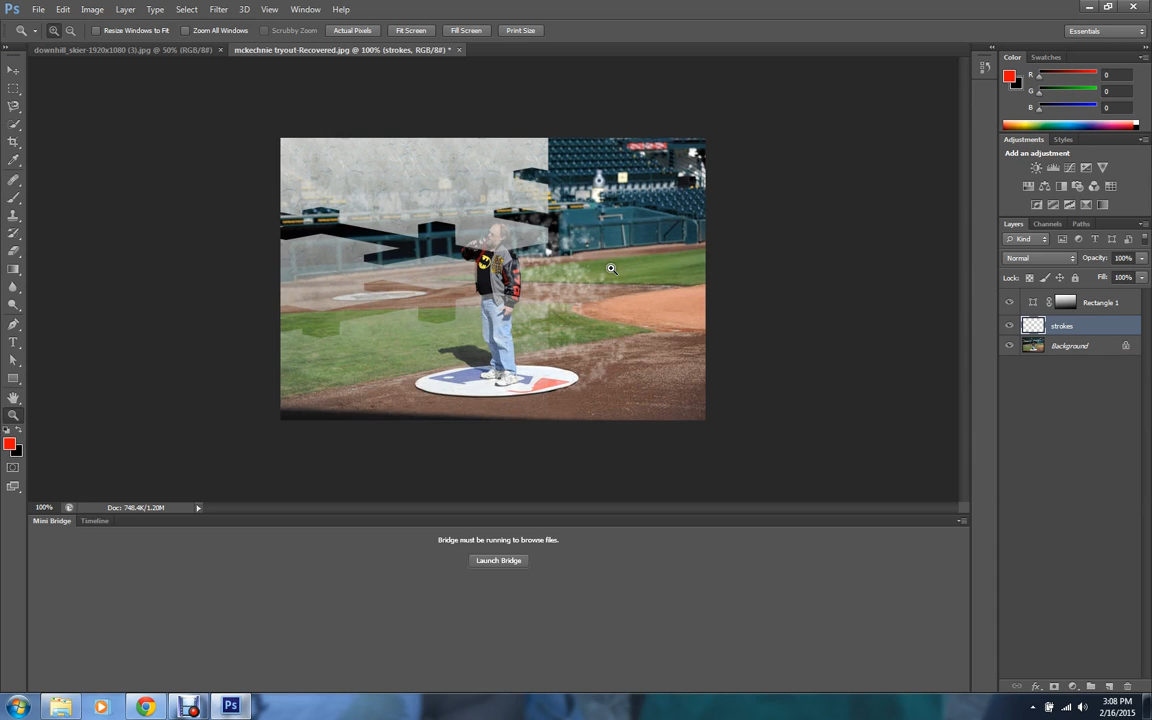 Ps File Edit Image Layer Type Select Filter 3D View Window Help
Resize Windows to Fit Zoom All Windows Scrubby Zoom Actual Pixels Fit Screen Fill Screen Print Size Essentials
downhill_skier-1920x1080 (3).jpg @ 50% (RGB/8#) × mckechnie tryout-Recovered.jpg @ 100% (strokes, RGB/8#) * ×
Color Swatches
R 0
G 0
B 0
Adjustments Styles
Add an adjustment
Layers Channels Paths
Kind
Normal Opacity: 100%
Lock: Fill: 100%
Rectangle 1
strokes
Background
100% Doc: 748.4K/1.20M
Mini Bridge Timeline
Bridge must be running to browse files.
Launch Bridge
Ps
3:08 PM
2/16/2015